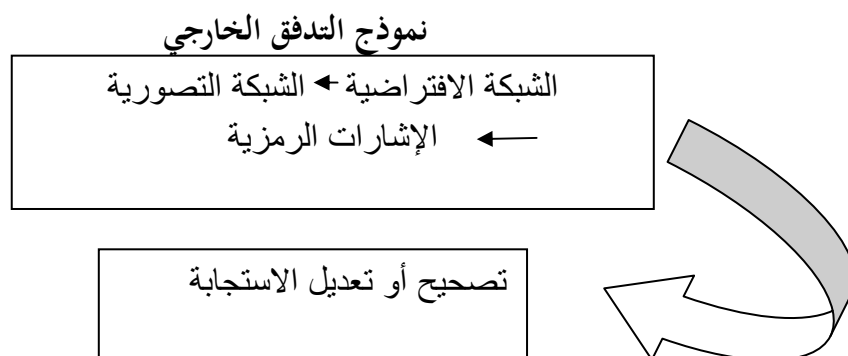 نموذج التدفق الخارجي
الشبكة الافتراضية ← الشبكة التصورية
← الإشارات الرمزية
تصحيح أو تعديل الاستجابة